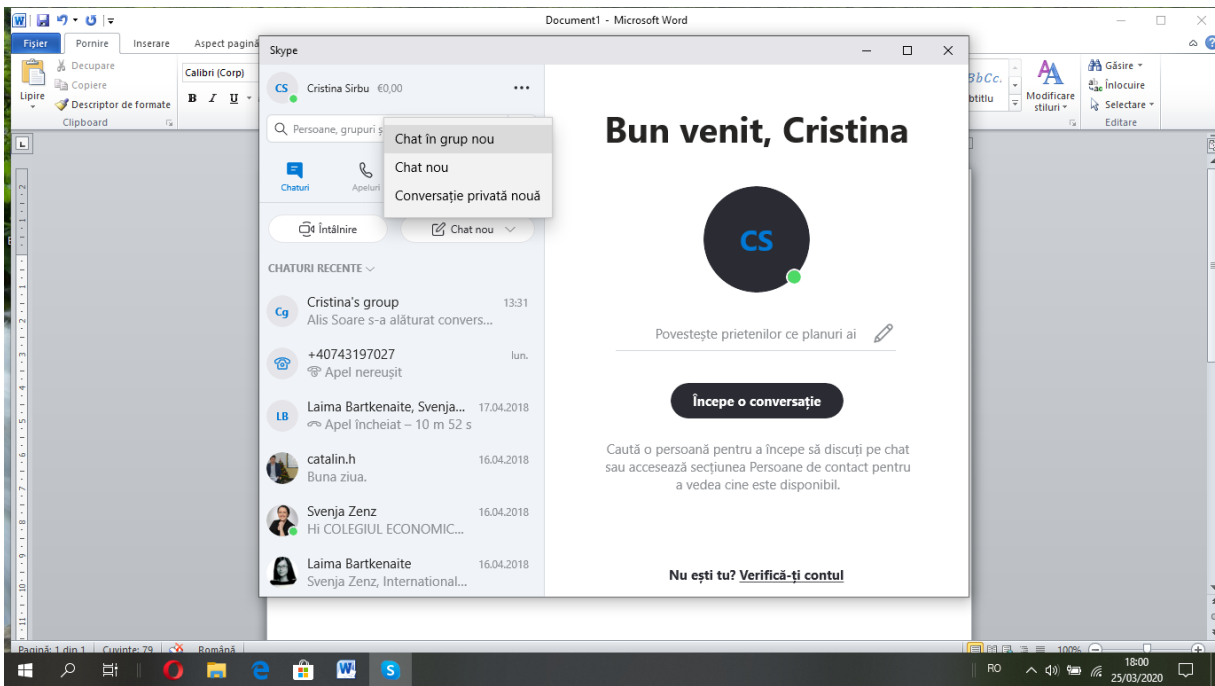 Document1 - Microsoft Word
Fișier Pornire Inserare Aspect pagină
Lipire
Decupare
Copiere
Descriptor de formate
Clipboard
Calibri (Corp)
B I U
Modificare
stiluri
Găsire
Înlocuire
Selectare
Editare
Skype
CS Cristina Sirbu €0,00
Persoane, grupuri
Chat în grup nou
Chat nou
Conversație privată nouă
Chaturi Apeluri
Întâlnire Chat nou
CHATURI RECENTE
Cg Cristina's group 13:31
Alis Soare s-a alăturat convers...
+40743197027 lun.
Apel nereușit
LB Laima Bartkenaite, Svenja... 17.04.2018
Apel încheiat – 10 m 52 s
catalin.h 16.04.2018
Buna ziua.
Svenja Zenz 16.04.2018
Hi COLEGIUL ECONOMIC...
Laima Bartkenaite 16.04.2018
Svenja Zenz, International...
Bun venit, Cristina
CS
Povestește prietenilor ce planuri ai
Începe o conversație
Caută o persoană pentru a începe să discuți pe chat
sau accesează secțiunea Persoane de contact pentru
a vedea cine este disponibil.
Nu ești tu? Verifică-ți contul
Pagină: 1 din 1 Cuvinte: 79 Română 100%
RO 18:00
25/03/2020